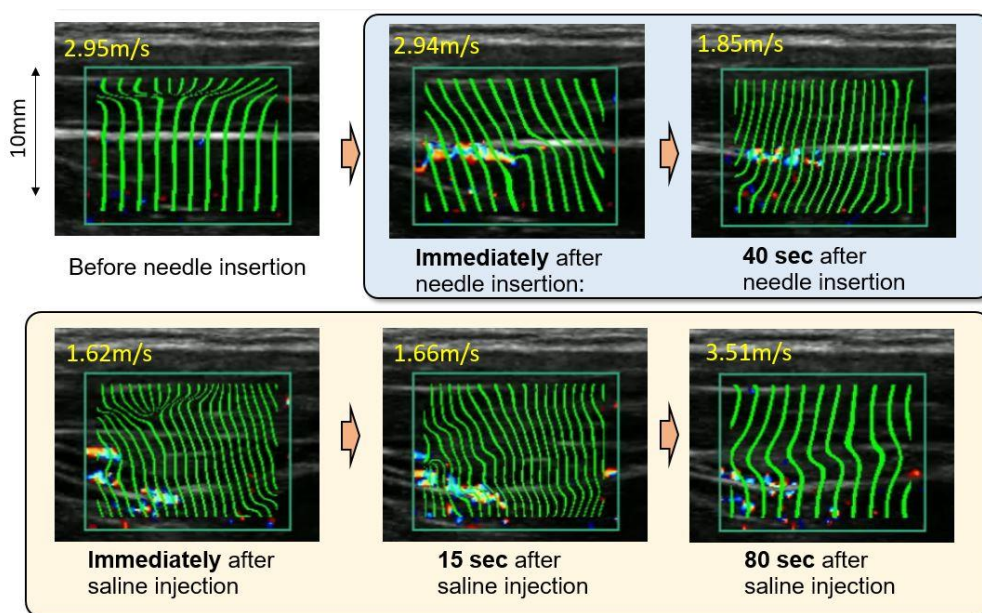 2.95m/s
2.94m/s
1.85m/s
10mm
Before needle insertion
Immediately after
needle insertion:
40 sec after
needle insertion
1.62m/s
1.66m/s
3.51m/s
Immediately after
saline injection
15 sec after
saline injection
80 sec after
saline injection